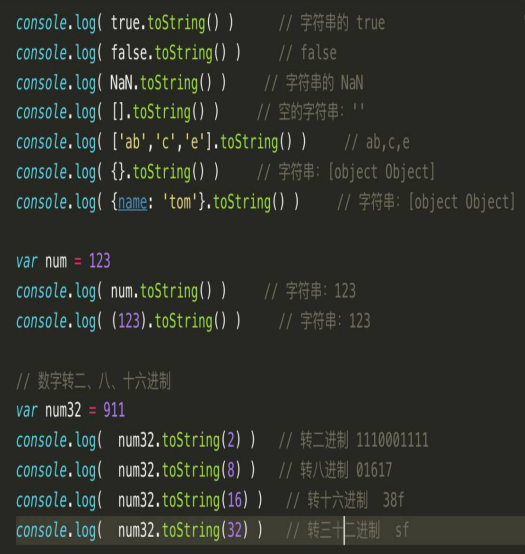 console.log( true.toString() )      // 字符串的 true
console.log( false.toString() )     // false
console.log( NaN.toString() )     // 字符串的 NaN
console.log( [].toString() )     // 空的字符串: ''
console.log( ['ab','c','e'].toString() )     // ab,c,e
console.log( {}.toString() )     // 字符串: [object Object]
console.log( {name: 'tom'}.toString() )     // 字符串: [object Object]
var num = 123
console.log( num.toString() )     // 字符串: 123
console.log( (123).toString() )     // 字符串: 123
// 数字转二、八、十六进制
var num32 = 911
console.log(  num32.toString(2) )   // 转二进制 1110001111
console.log(  num32.toString(8) )   // 转八进制 01617
console.log(  num32.toString(16) )   // 转十六进制  38f
console.log(  num32.toString(32) )   // 转三十二进制  sf